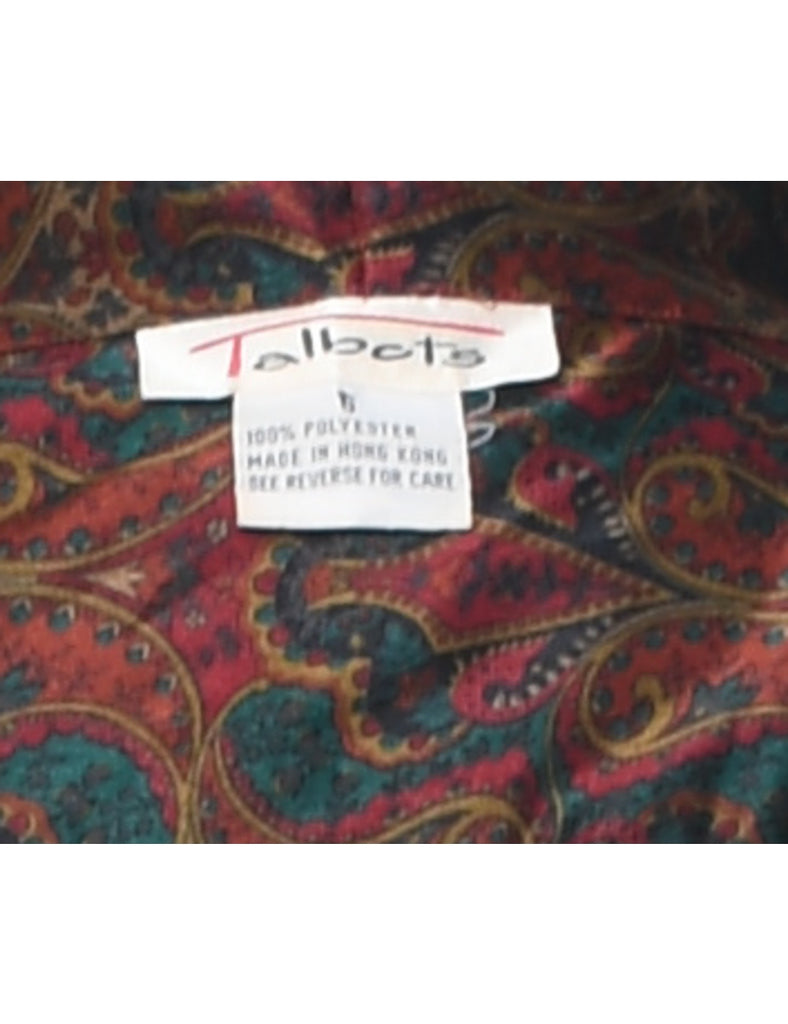 Talbots
6
100% POLYESTER
MADE IN HONG KONG
SEE REVERSE FOR CARE